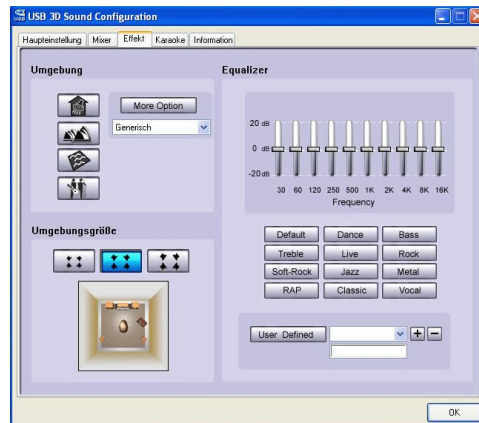 USB 3D Sound Configuration
Haupteinstellung Mixer Effekt Karaoke Information
Umgebung
More Option
Generisch
Umgebungsgröße
Equalizer
20 dB
0 dB
-20 dB
30 60 120 250 500 1K 2K 4K 8K 16K
Frequency
Default Dance Bass
Treble Live Rock
Soft-Rock Jazz Metal
RAP Classic Vocal
User Defined + −
OK